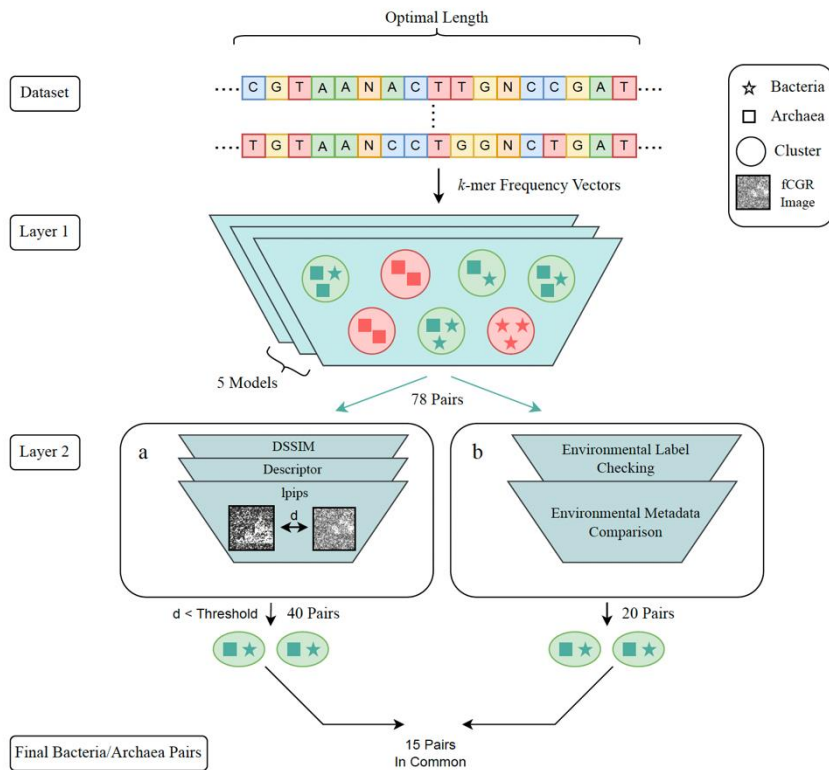 Optimal Length
Dataset
.... C G T A A N A C T T G N C C G A T ....
.... T G T A A N C C T G G N C T G A T ....
Bacteria
Archaea
Cluster
fCGR
Image
k-mer Frequency Vectors
Layer 1
5 Models
78 Pairs
Layer 2
a
DSSIM
Descriptor
lpips
d
b
Environmental Label
Checking
Environmental Metadata
Comparison
d < Threshold
40 Pairs
20 Pairs
15 Pairs
In Common
Final Bacteria/Archaea Pairs